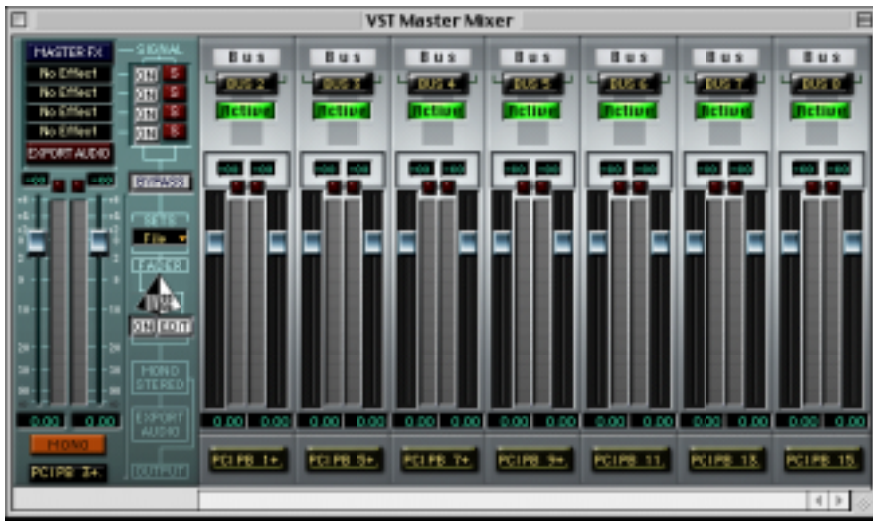 VST Master Mixer
MASTER FX
SIGNAL
No Effect ON S
No Effect ON S
No Effect ON S
No Effect ON S
EXPORT AUDIO
BYPASS
SETS
File
FADER
ON EDIT
MONO
STEREO
EXPORT
AUDIO
OUTPUT
0.00 0.00
MONO
PCI PB 3+
Bus Bus Bus Bus Bus Bus Bus
BUS 2 BUS 3 BUS 4 BUS 5 BUS 6 BUS 7 BUS 8
Active Active Active Active Active Active Active
0.00 0.00 0.00 0.00 0.00 0.00 0.00 0.00 0.00 0.00 0.00 0.00 0.00 0.00
PCI PB 1+ PCI PB 5+ PCI PB 7+ PCI PB 9+ PCI PB 11 PCI PB 13 PCI PB 15